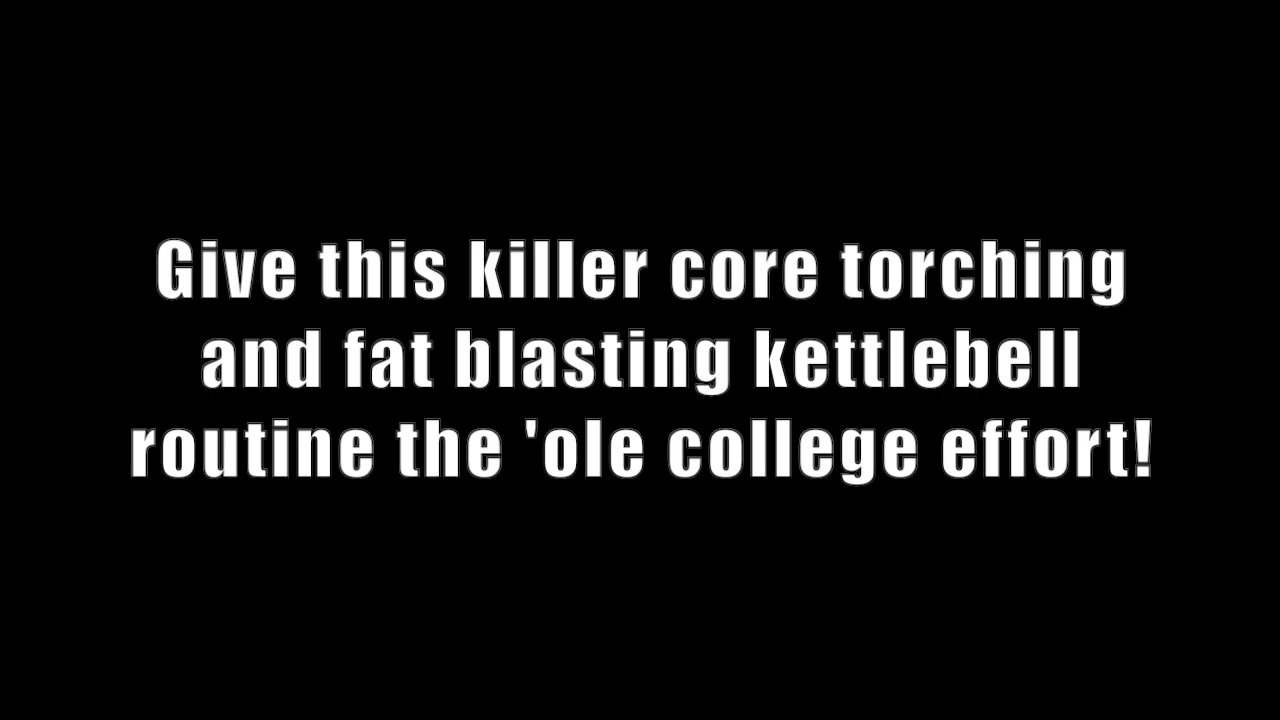 Give this killer core torching
and fat blasting kettlebell
routine the 'ole college effort!